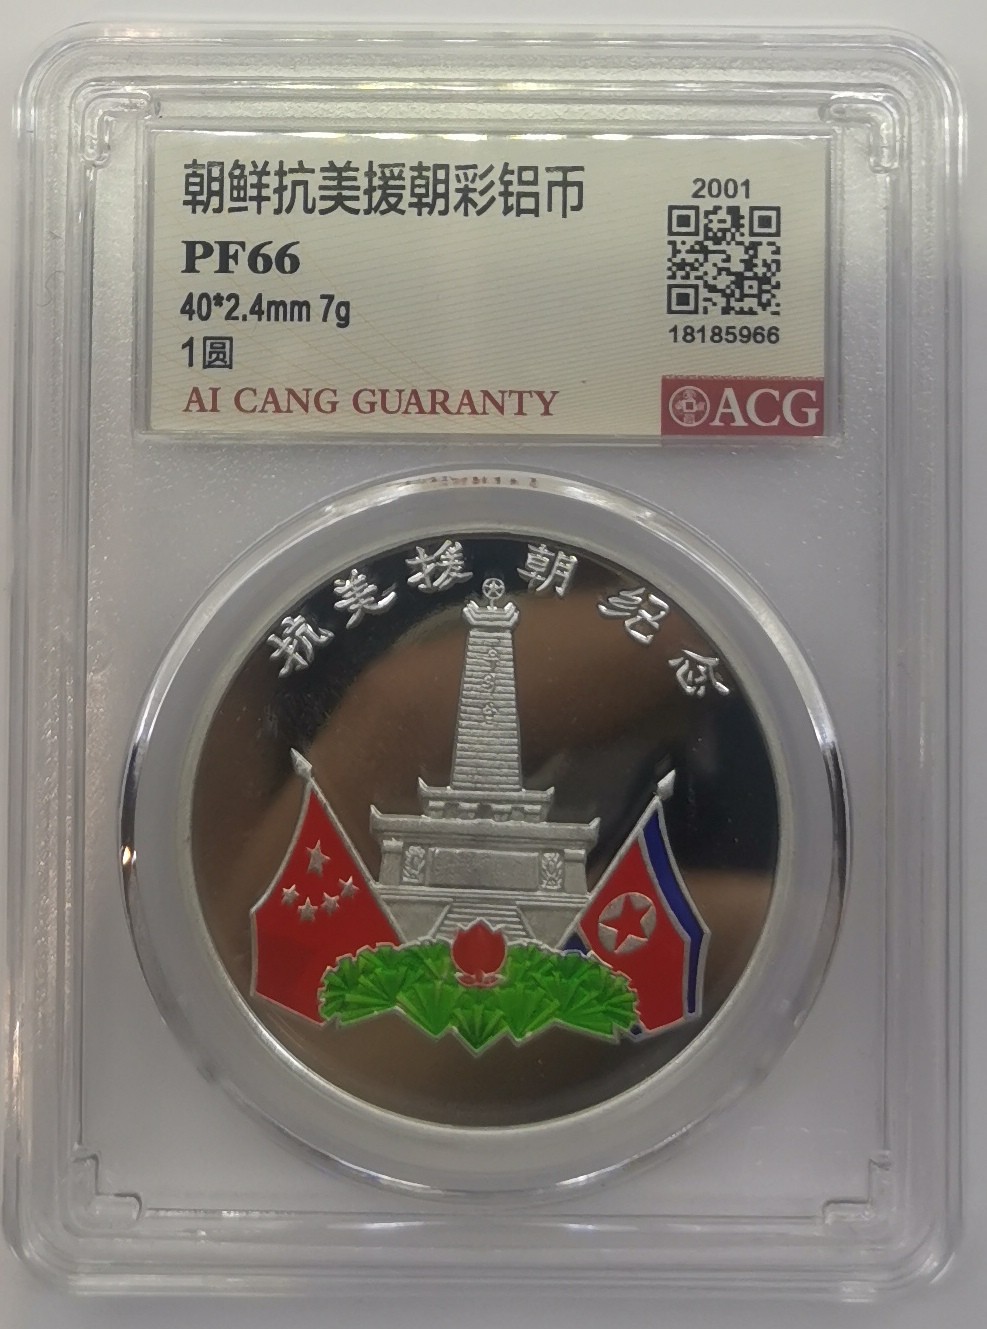 朝鲜抗美援朝彩铝币
PF66
40*2.4mm 7g
1圆
AI CANG GUARANTY
2001
18185966
ACG
抗美援朝纪念